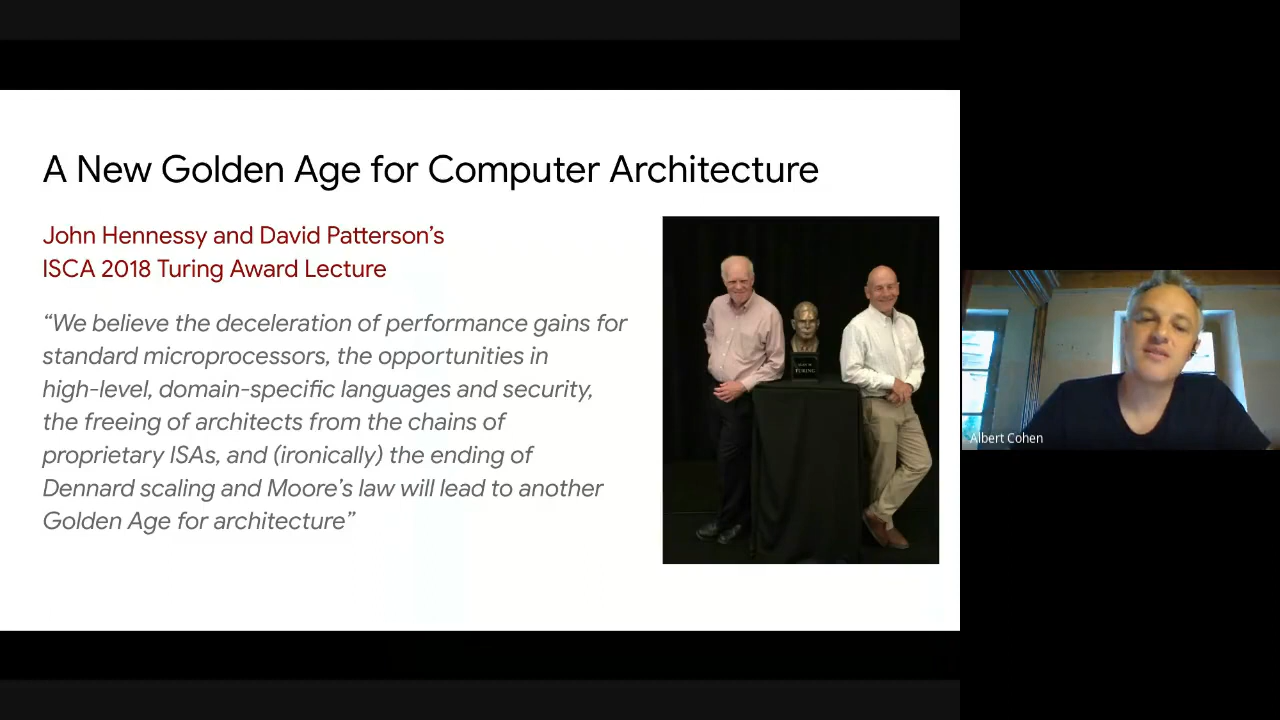 A New Golden Age for Computer Architecture
John Hennessy and David Patterson’s
ISCA 2018 Turing Award Lecture
“We believe the deceleration of performance gains for
standard microprocessors, the opportunities in
high-level, domain-specific languages and security,
the freeing of architects from the chains of
proprietary ISAs, and (ironically) the ending of
Dennard scaling and Moore’s law will lead to another
Golden Age for architecture”
TURING
Albert Cohen